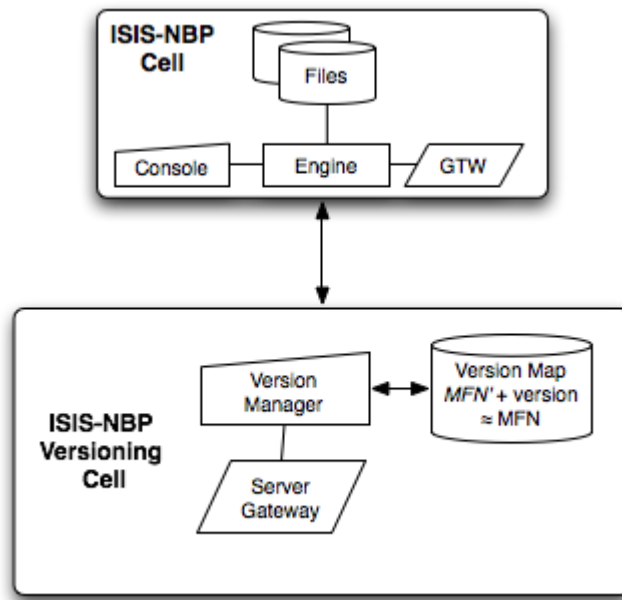 ISIS-NBP
Cell
Files
Console
Engine
GTW
Version
Manager
Version Map
MFN' + version
≈ MFN
ISIS-NBP
Versioning
Cell
Server
Gateway